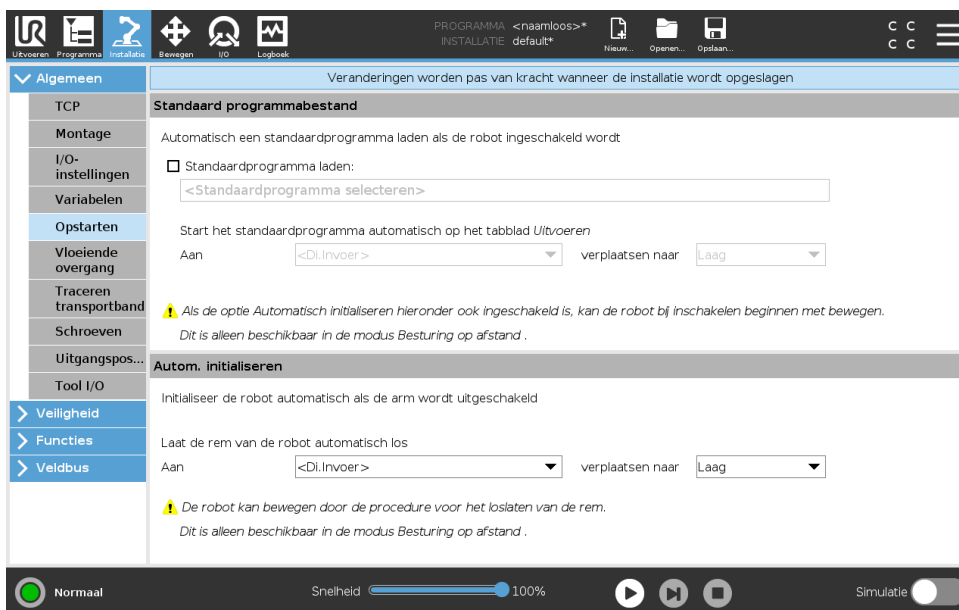 PROGRAMMA <naamloos>*
INSTALLATIE default*
C C
C C
Uitvoeren Programma Installatie Bewegen I/O Logboek Nieuw... Openen... Opslaan...
Algemeen
TCP
Montage
I/O-
instellingen
Variabelen
Opstarten
Vloeiende
overgang
Traceren
transportband
Schroeven
Uitgangspos...
Tool I/O
Veiligheid
Functies
Veldbus
Veranderingen worden pas van kracht wanneer de installatie wordt opgeslagen
Standaard programmabestand
Automatisch een standaardprogramma laden als de robot ingeschakeld wordt
Standaardprogramma laden:
<Standaardprogramma selecteren>
Start het standaardprogramma automatisch op het tabblad Uitvoeren
Aan <Di.Invoer> verplaatsen naar Laag
Als de optie Automatisch initialiseren hieronder ook ingeschakeld is, kan de robot bij inschakelen beginnen met bewegen.
Dit is alleen beschikbaar in de modus Besturing op afstand .
Autom. initialiseren
Initialiseer de robot automatisch als de arm wordt uitgeschakeld
Laat de rem van de robot automatisch los
Aan <Di.Invoer> verplaatsen naar Laag
De robot kan bewegen door de procedure voor het loslaten van de rem.
Dit is alleen beschikbaar in de modus Besturing op afstand .
Normaal Snelheid 100% Simulatie